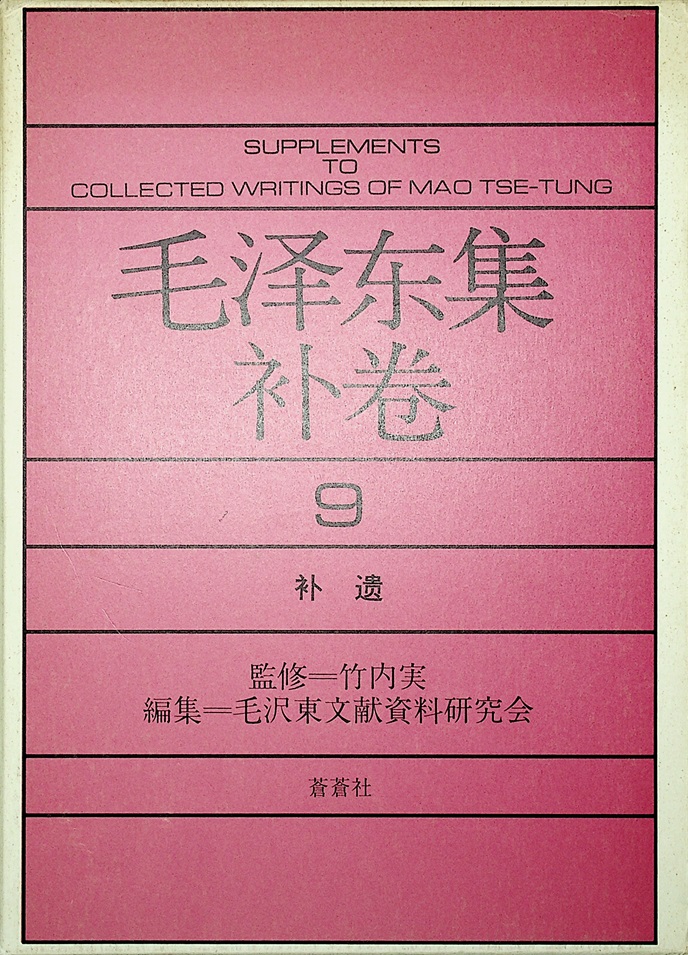 SUPPLEMENTS
TO
COLLECTED WRITINGS OF MAO TSE-TUNG
毛泽东集
补卷
9
补 遗
監修＝竹内実
編集＝毛沢東文献資料研究会
蒼蒼社